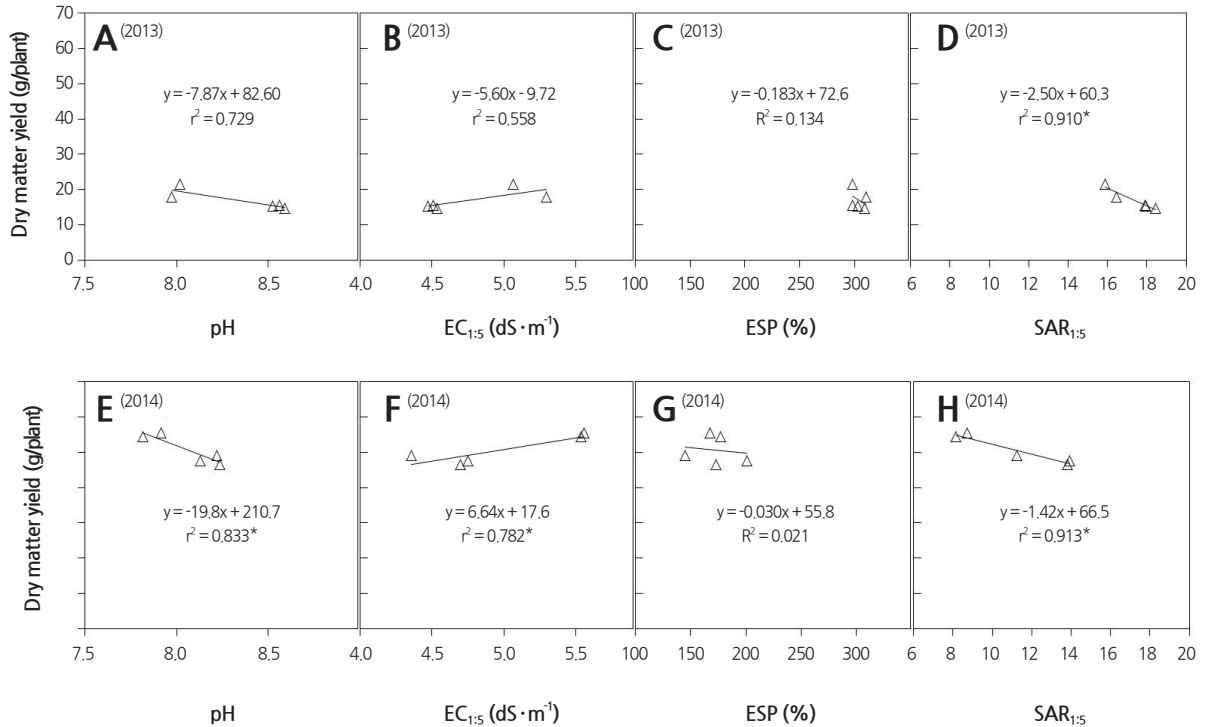 70
60
50
40
30
20
10
0
Dry matter yield (g/plant)
A (2013)
y = -7.87x + 82.60
r² = 0.729
7.5 8.0 8.5
pH
B (2013)
y = -5.60x - 9.72
r² = 0.558
4.0 4.5 5.0 5.5
EC1:5 (dS·m⁻¹)
C (2013)
y = -0.183x + 72.6
R² = 0.134
100 150 200 250 300
ESP (%)
D (2013)
y = -2.50x + 60.3
r² = 0.910*
6 8 10 12 14 16 18 20
SAR1:5
Dry matter yield (g/plant)
E (2014)
y = -19.8x + 210.7
r² = 0.833*
7.5 8.0 8.5
pH
F (2014)
6.64x + 17.6
y = r² = 0.782*
4.0 4.5 5.0 5.5
EC1:5 (dS·m⁻¹)
G (2014)
y = -0.030x + 55.8
R² = 0.021
100 150 200 250 300
ESP (%)
H (2014)
y = -1.42x + 66.5
r² = 0.913*
6 8 10 12 14 16 18 20
SAR1:5